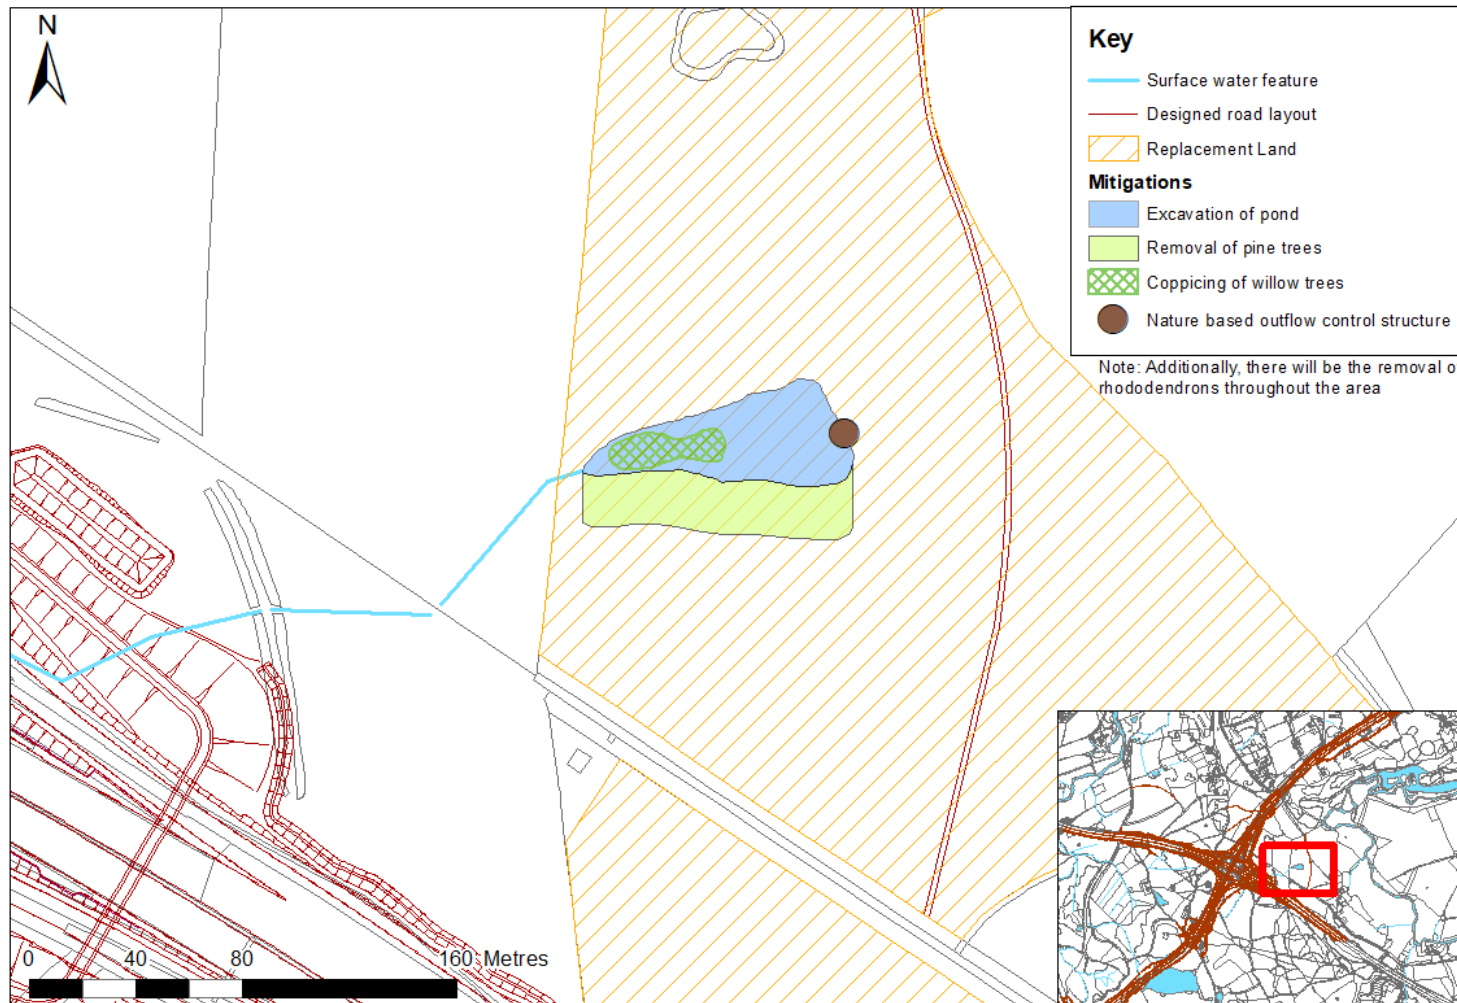 N
Key
Surface water feature
Designed road layout
Replacement Land
Mitigations
Excavation of pond
Removal of pine trees
Coppicing of willow trees
Nature based outflow control structure
Note: Additionally, there will be the removal o
rhododendrons throughout the area
0 40 80 160 Metres